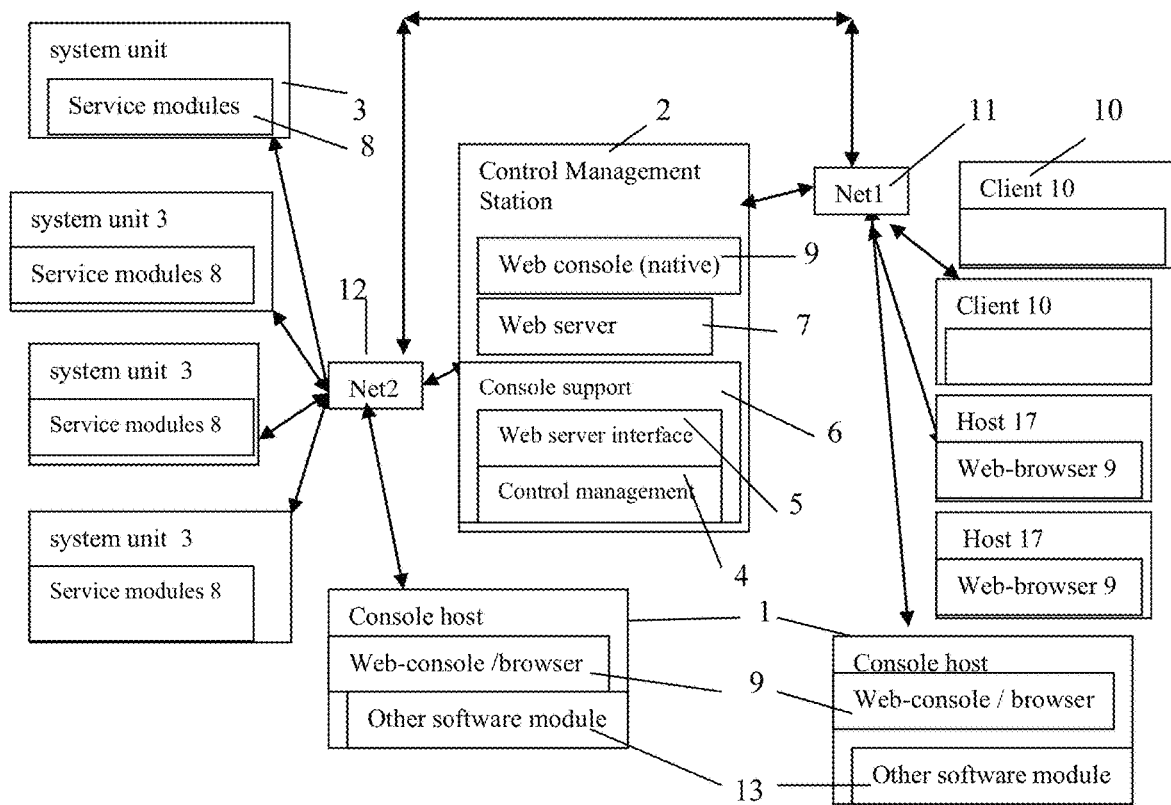 system unit
Service modules
3
8
system unit 3
Service modules 8
system unit 3
Service modules 8
system unit 3
Service modules 8
12
Net2
2
Control Management
Station
Web console (native)
9
Web server
7
Console support
6
Web server interface
5
Control management
4
11
Net1
10
Client 10
Client 10
Host 17
Web-browser 9
Host 17
Web-browser 9
Console host
1
Web-console /browser
9
Other software module
13
Console host
Web-console / browser
Other software module